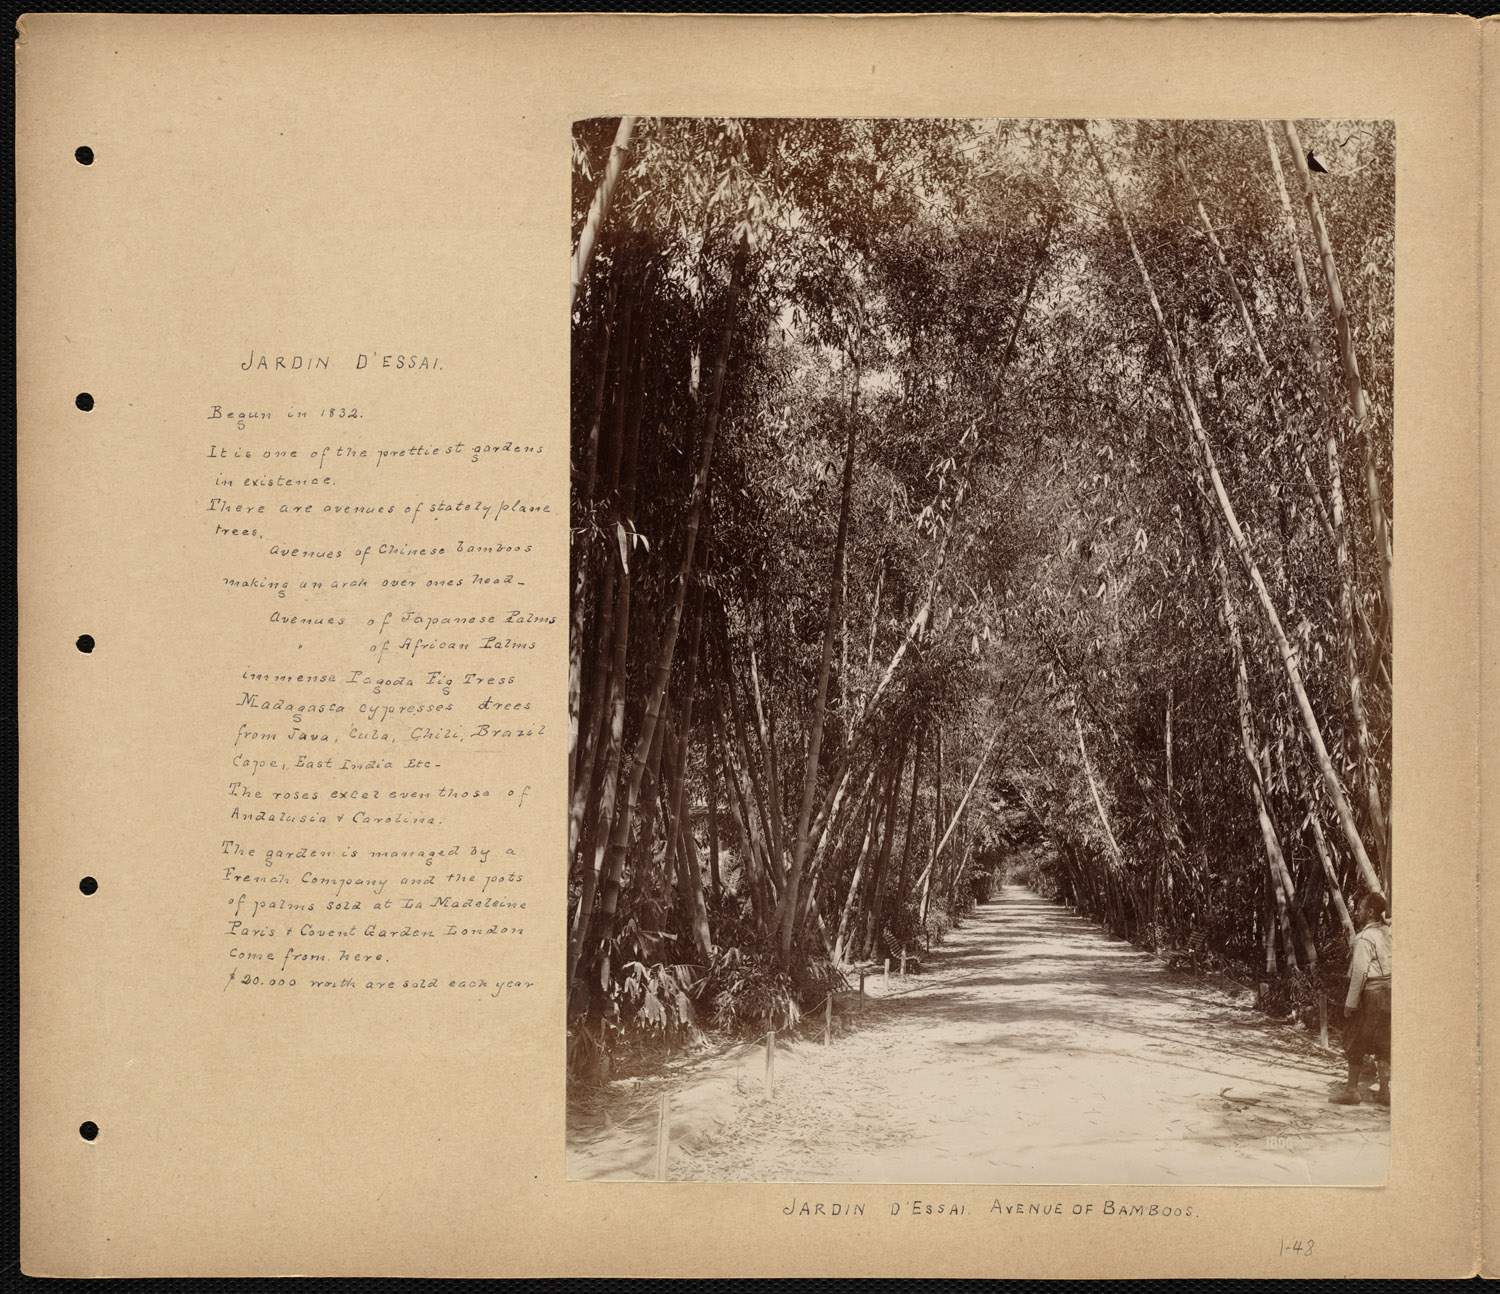 JARDIN D'ESSAI.
Begun in 1832.
It is one of the prettiest gardens
in existence.
There are avenues of stately plane
trees.
Avenues of Chinese bamboos
making an arch over ones head-
Avenues of Japanese Palms
" of African Palms
immense Pagoda Fig Tress
Madagasca cypresses trees
from Java, Cuba, Chili, Brazil
Cape, East India Etc-
The roses excel even those of
Andalusia & Carolina.
The garden is managed by a
French Company and the pots
of palms sold at La Madeleine
Paris & Covent Garden London
come from here.
$20.000 worth are sold each year
JARDIN D'ESSAI. AVENUE OF BAMBOOS.
1-48